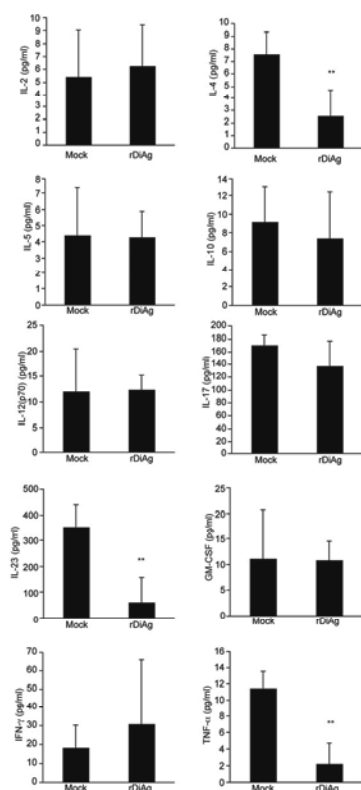 IL-2 (pg/ml)
10
9
8
7
6
5
4
3
2
1
0
Mock
rDiAg
IL-4 (pg/ml)
10
9
8
7
6
5
4
3
2
1
0
**
Mock
rDiAg
IL-5 (pg/ml)
8
7
6
5
4
3
2
1
0
Mock
rDiAg
IL-10 (pg/ml)
14
12
10
8
6
4
2
0
Mock
rDiAg
IL-12(p70) (pg/ml)
25
20
15
10
5
0
Mock
rDiAg
IL-17 (pg/ml)
200
180
160
140
120
100
80
60
40
20
0
Mock
rDiAg
IL-23 (pg/ml)
500
400
300
200
100
0
**
Mock
rDiAg
GM-CSF (pg/ml)
25
20
15
10
5
0
Mock
rDiAg
IFN-γ (pg/ml)
70
60
50
40
30
20
10
0
Mock
rDiAg
TNF-α (pg/ml)
16
14
12
10
8
6
4
2
0
**
Mock
rDiAg